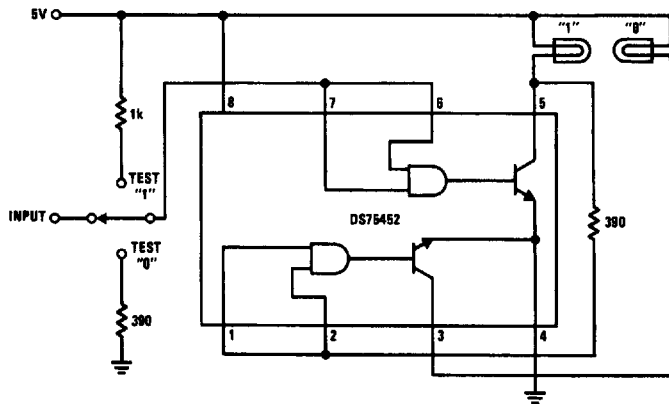 5V
"1" "0"
8 7 6 5
1k
TEST
"1"
INPUT
DS75452
390
TEST
"0"
390
1 2 3 4